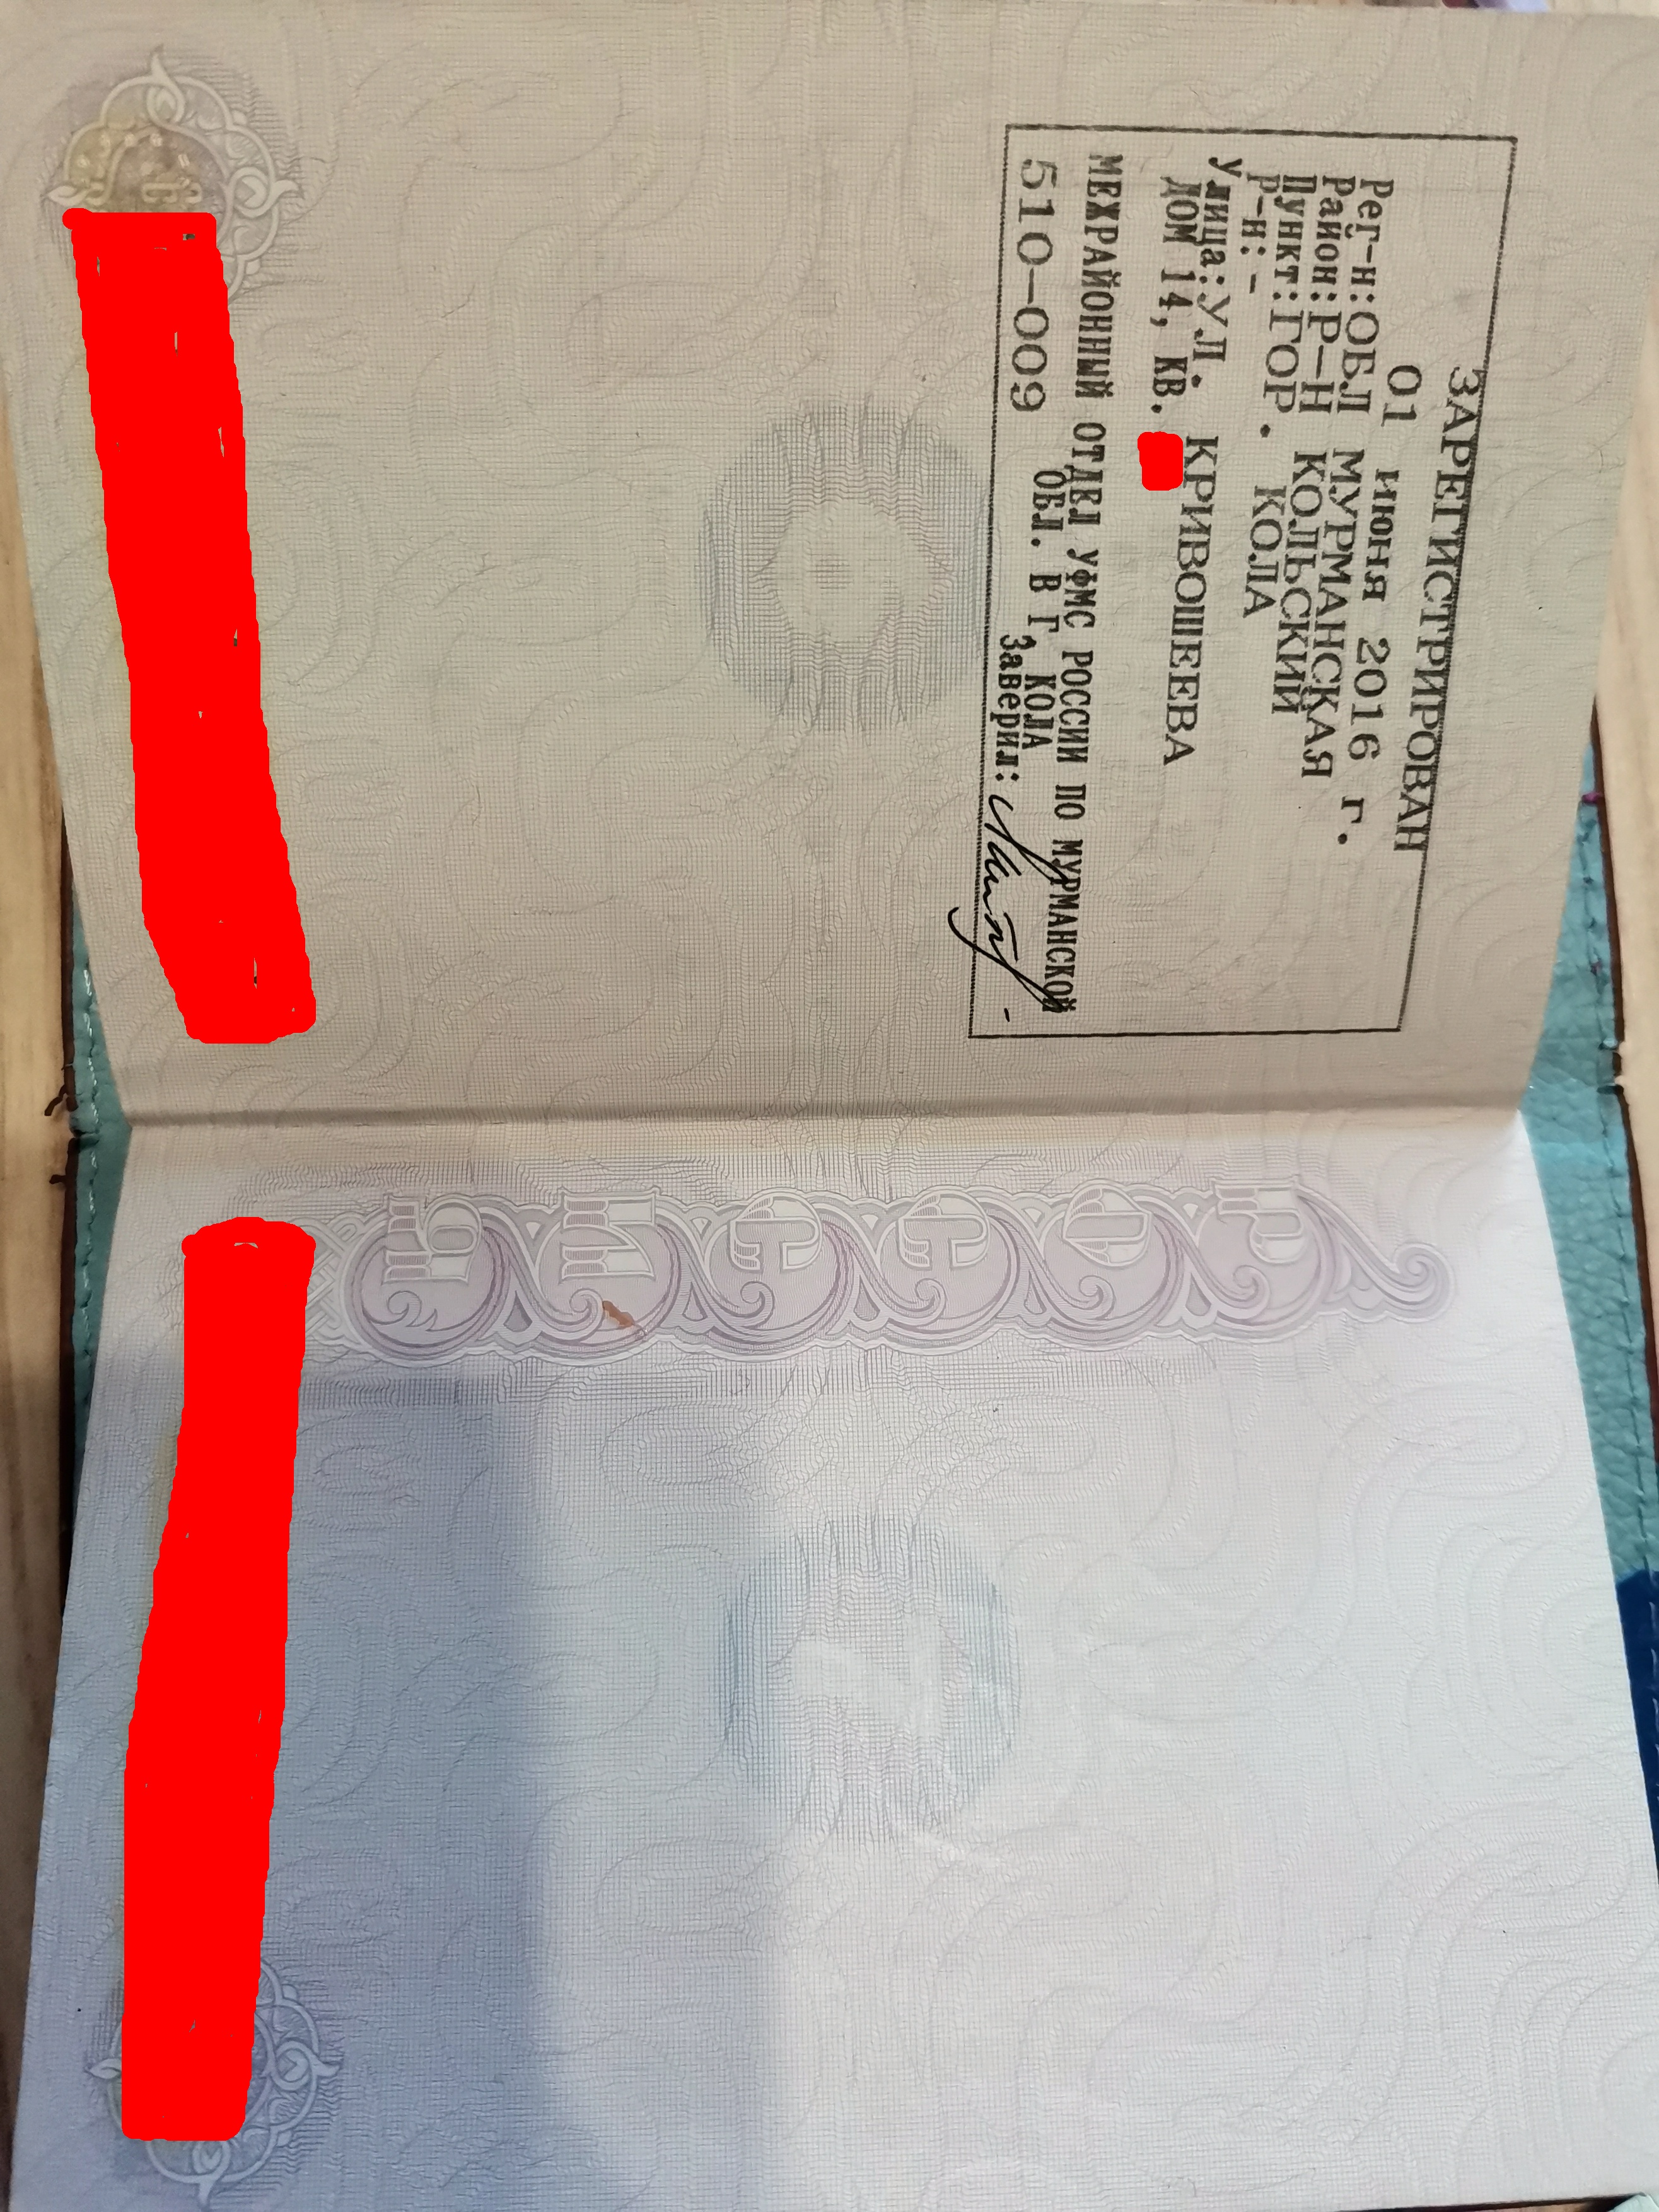 ЗАРЕГИСТРИРОВАН
01 июня 2016 г.
Рег-н:ОБЛ МУРМАНСКАЯ
Район:Р-Н КОЛЬСКИЙ
Пункт:ГОР. КОЛА
Р-н: -
Улица:УЛ. КРИВОШЕЕВА
ДОМ 14, КВ.
МЕЖРАЙОННЫЙ ОТДЕЛ УФМС РОССИИ ПО МУРМАНСКОЙ
ОБЛ. В Г. КОЛА
510-009
Заверил: